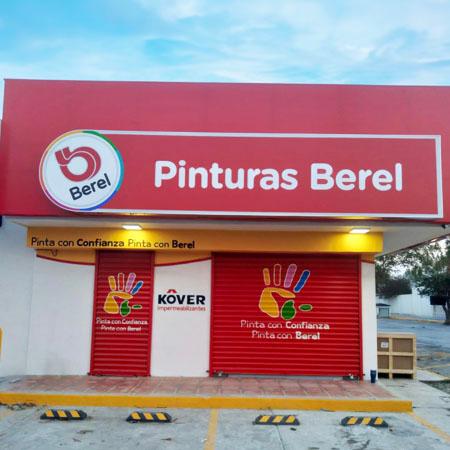 Berel
Pinturas Berel
Pinta con Confianza Pinta con Berel
Pinta con Confianza
Pinta con Berel
KÖVER
impermeabilizantes
Pinta con Confianza
Pinta con Berel